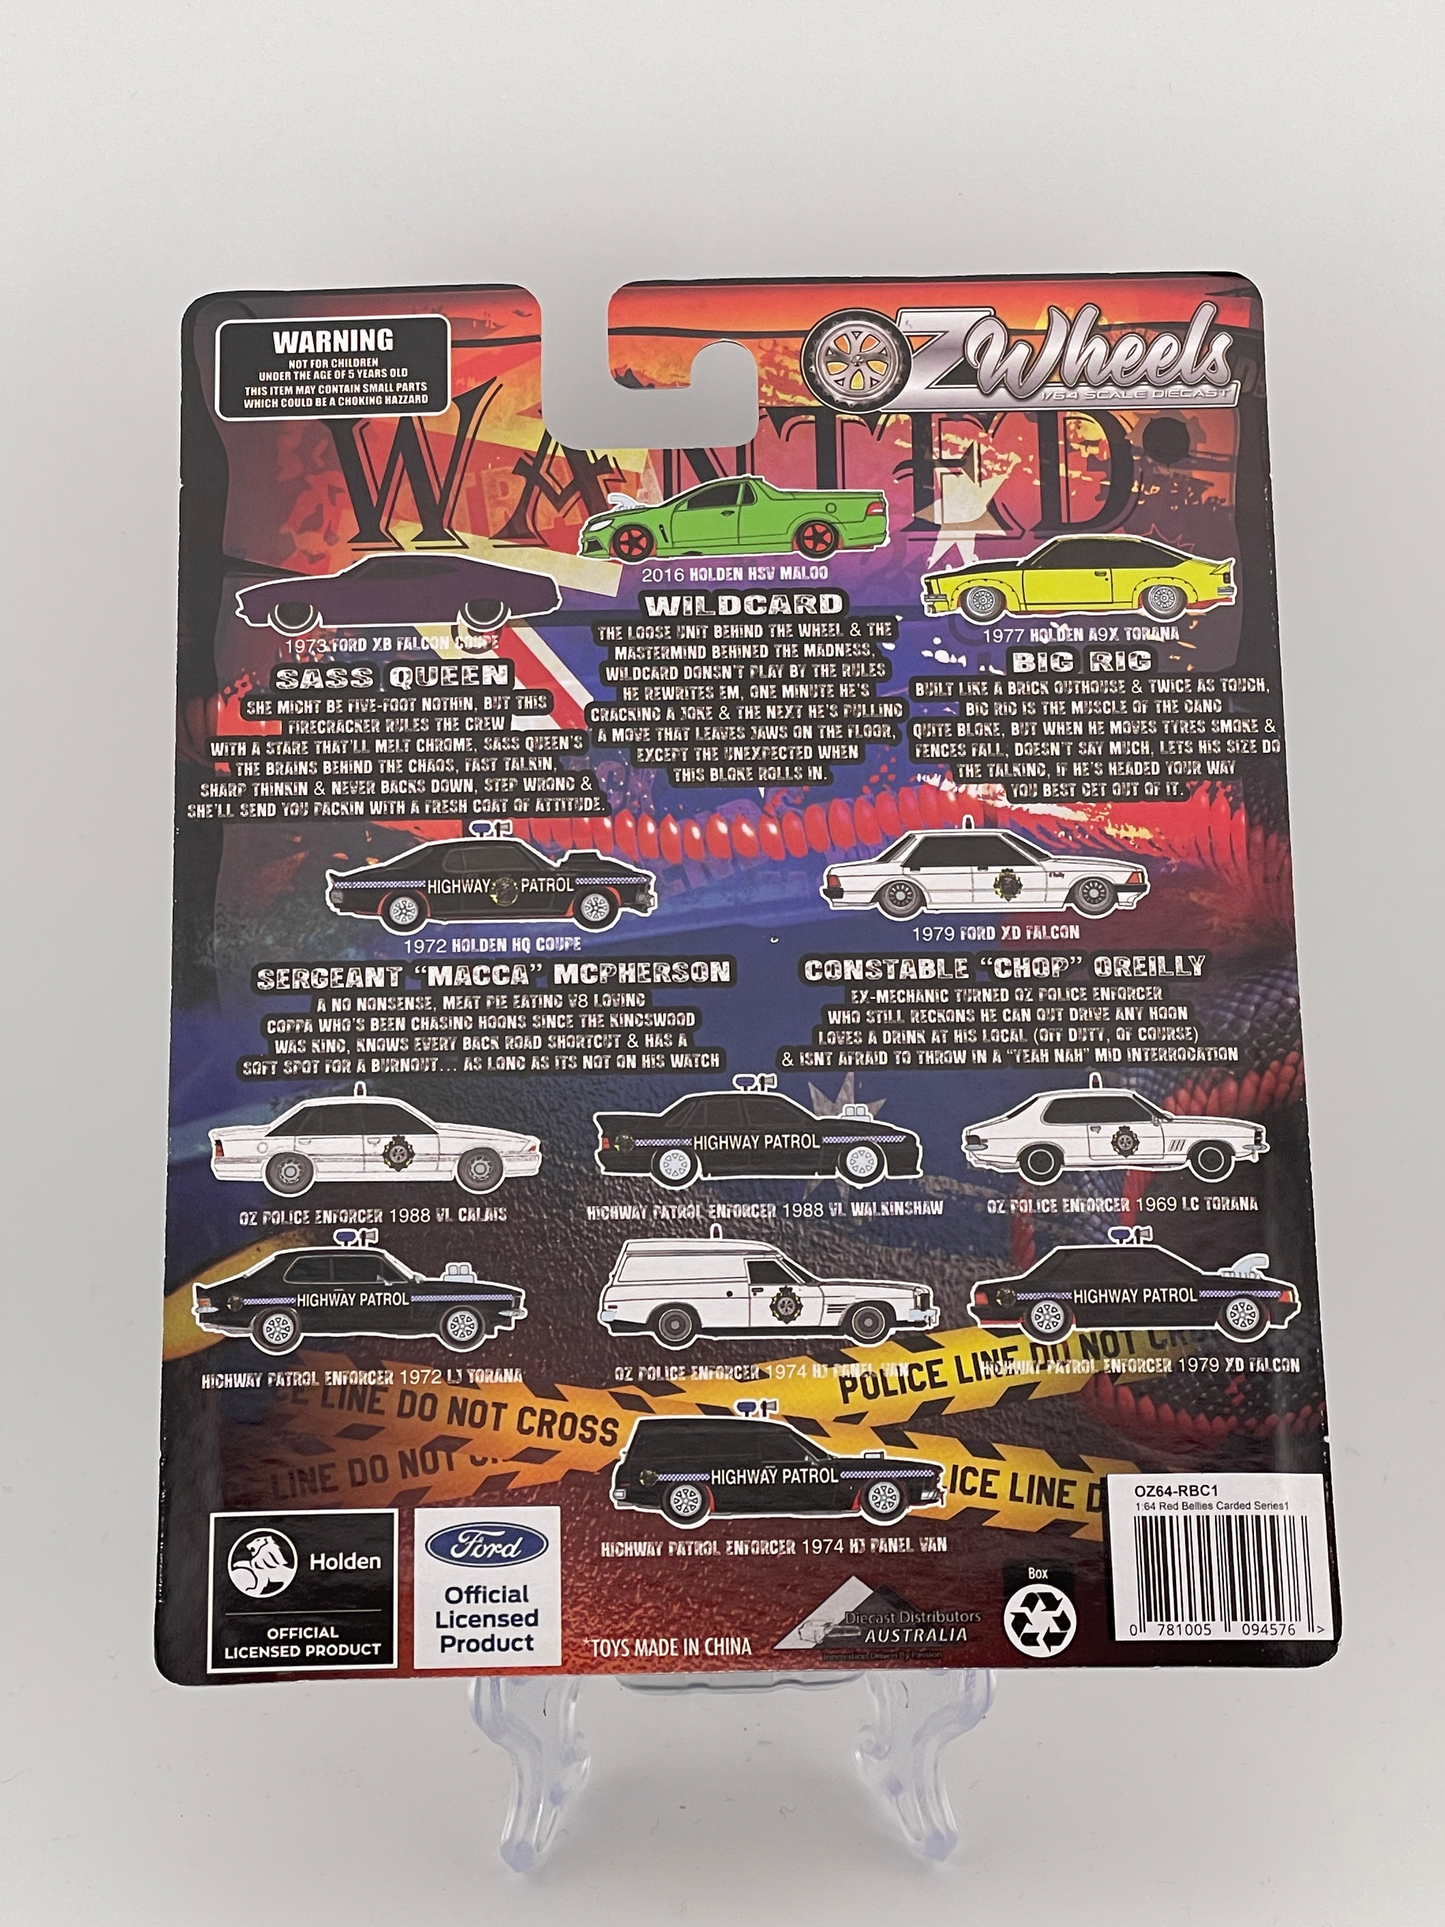 WARNING
NOT FOR CHILDREN
UNDER THE AGE OF 5 YEARS OLD
THIS ITEM MAY CONTAIN SMALL PARTS
WHICH COULD BE A CHOKING HAZZARD
OZ Wheels
1/64 SCALE DIECAST
WANTED
2016 HOLDEN HSV MALOO
WILDCARD
THE LOOSE UNIT BEHIND THE WHEEL & THE
MASTERMIND BEHINED THE MADNESS,
WILDCARD DONSN'T PLAY BY THE RULES
HE REWRITES EM, ONE MINUTE HE'S
CRACKING A JOKE & THE NEXT HE'S PULLING
A MOVE THAT LEAVES JAWS ON THE FLOOR,
EXCEPT THE UNEXPECTED WHEN
THIS BLOKE ROLLS IN.
1973 FORD XB FALCON COUPE
SASS QUEEN
SHE MIGHT BE FIVE-FOOT NOTHIN, BUT THIS
FIRECRACKER RULES THE CREW
WITH A STARE THAT'LL MELT CHROME, SASS QUEEN'S
THE BRAINS BEHIND THE CHAOS, FAST TALKIN,
SHARP THINKIN & NEVER BACKS DOWN, STEP WRONG &
SHE'LL SEND YOU PACKIN WITH A FRESH COAT OF ATTITUDE.
1977 HOLDEN A9X TORANA
BIG RIG
BUILT LIKE A BRICK OUTHOUSE & TWICE AS TOUGH,
BIG RIG IS THE MUSCLE OF THE GANG
QUITE BLOKE, BUT WHEN HE MOVES TYRES SMOKE &
FENCES FALL, DOESN'T SAY MUCH, LETS HIS SIZE DO
THE TALKING, IF HE'S HEADED YOUR WAY
YOU BEST GET OUT OF IT.
HIGHWAY PATROL
1972 HOLDEN HQ COUPE
SERGEANT "MACCA" MCPHERSON
A NO NONSENSE, MEAT PIE EATING V8 LOVING
COPPA WHO'S BEEN CHASING HOONS SINCE THE KINGSWOOD
WAS KING, KNOWS EVERY BACK ROAD SHORTCUT & HAS A
SOFT SPOT FOR A BURNOUT... AS LONG AS ITS NOT ON HIS WATCH
O'Reilly
1979 FORD XD FALCON
CONSTABLE "CHOP" OREILLY
EX-MECHANIC TURNED OZ POLICE ENFORCER
WHO STILL RECKONS HE CAN OUT DRIVE ANY HOON
LOVES A DRINK AT HIS LOCAL (OFF DUTY, OF COURSE)
& ISNT AFRAID TO THROW IN A "YEAH NAH" MID INTERROGATION
OZ POLICE ENFORCER 1988 VL CALAIS
HIGHWAY PATROL
HIGHWAY PATROL ENFORCER 1988 VL WALKINSHAW
OZ POLICE ENFORCER 1969 LC TORANA
HIGHWAY PATROL
HIGHWAY PATROL ENFORCER 1972 LJ TORANA
OZ POLICE ENFORCER 1974 HJ PANEL VAN
HIGHWAY PATROL
HIGHWAY PATROL ENFORCER 1979 XD FALCON
POLICE LINE DO NOT CR
E LINE DO NOT CROSS
LINE DO NOT
LICE LINE D
HIGHWAY PATROL
HIGHWAY PATROL ENFORCER 1974 HJ PANEL VAN
Holden
OFFICIAL
LICENSED PRODUCT
Ford
Official
Licensed
Product
*TOYS MADE IN CHINA
Diecast Distributors
AUSTRALIA
Innovation Driven By Passion
Box
OZ64-RBC1
1:64 Red Bellies Carded Series1
0 781005 094576 >